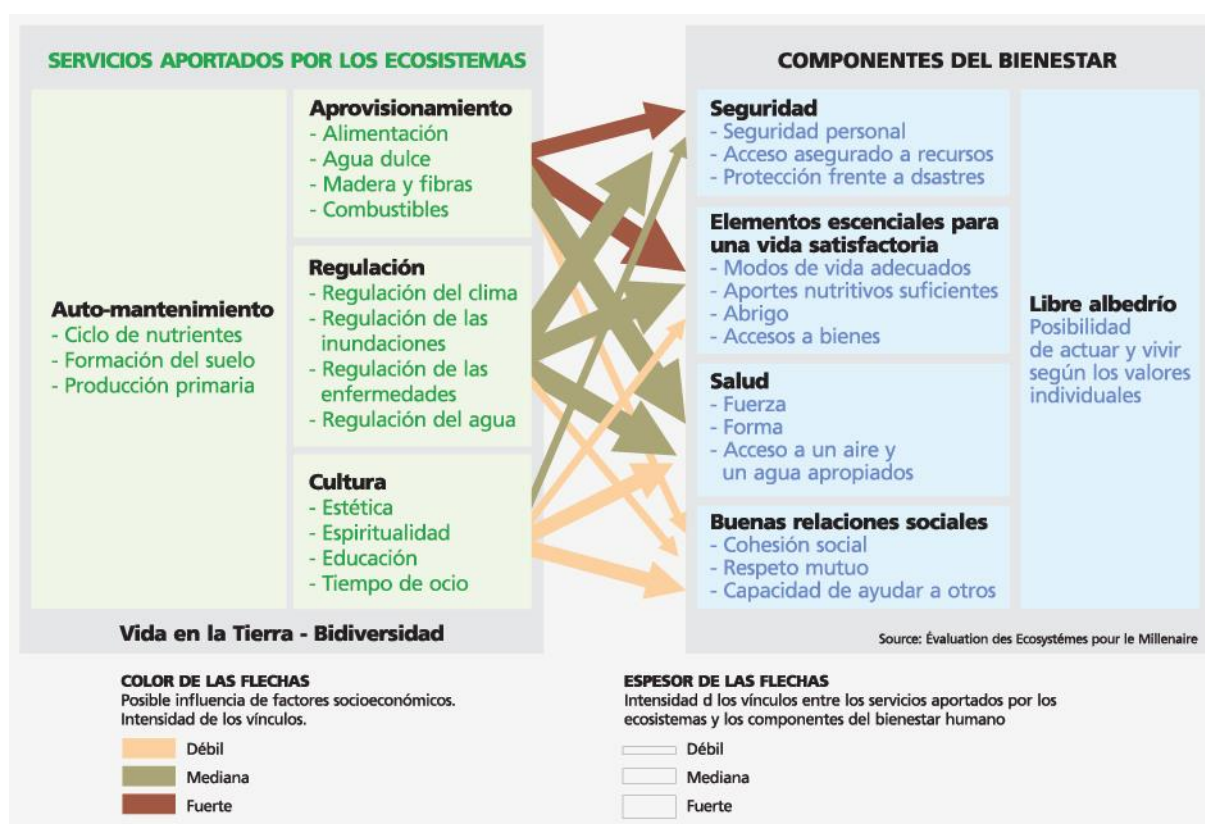 SERVICIOS APORTADOS POR LOS ECOSISTEMAS
Auto-mantenimiento
- Ciclo de nutrientes
- Formación del suelo
- Producción primaria
Aprovisionamiento
- Alimentación
- Agua dulce
- Madera y fibras
- Combustibles
Regulación
- Regulación del clima
- Regulación de las
inundaciones
- Regulación de las
enfermedades
- Regulación del agua
Cultura
- Estética
- Espiritualidad
- Educación
- Tiempo de ocio
Vida en la Tierra - Bidiversidad
COMPONENTES DEL BIENESTAR
Seguridad
- Seguridad personal
- Acceso asegurado a recursos
- Protección frente a dsastres
Elementos escenciales para
una vida satisfactoria
- Modos de vida adecuados
- Aportes nutritivos suficientes
- Abrigo
- Accesos a bienes
Salud
- Fuerza
- Forma
- Acceso a un aire y
un agua apropiados
Buenas relaciones sociales
- Cohesión social
- Respeto mutuo
- Capacidad de ayudar a otros
Libre albedrío
Posibilidad
de actuar y vivir
según los valores
individuales
Source: Évaluation des Ecosystémes pour le Millenaire
COLOR DE LAS FLECHAS
Posible influencia de factores socioeconómicos.
Intensidad de los vínculos.
Débil
Mediana
Fuerte
ESPESOR DE LAS FLECHAS
Intensidad d los vínculos entre los servicios aportados por los
ecosistemas y los componentes del bienestar humano
Débil
Mediana
Fuerte